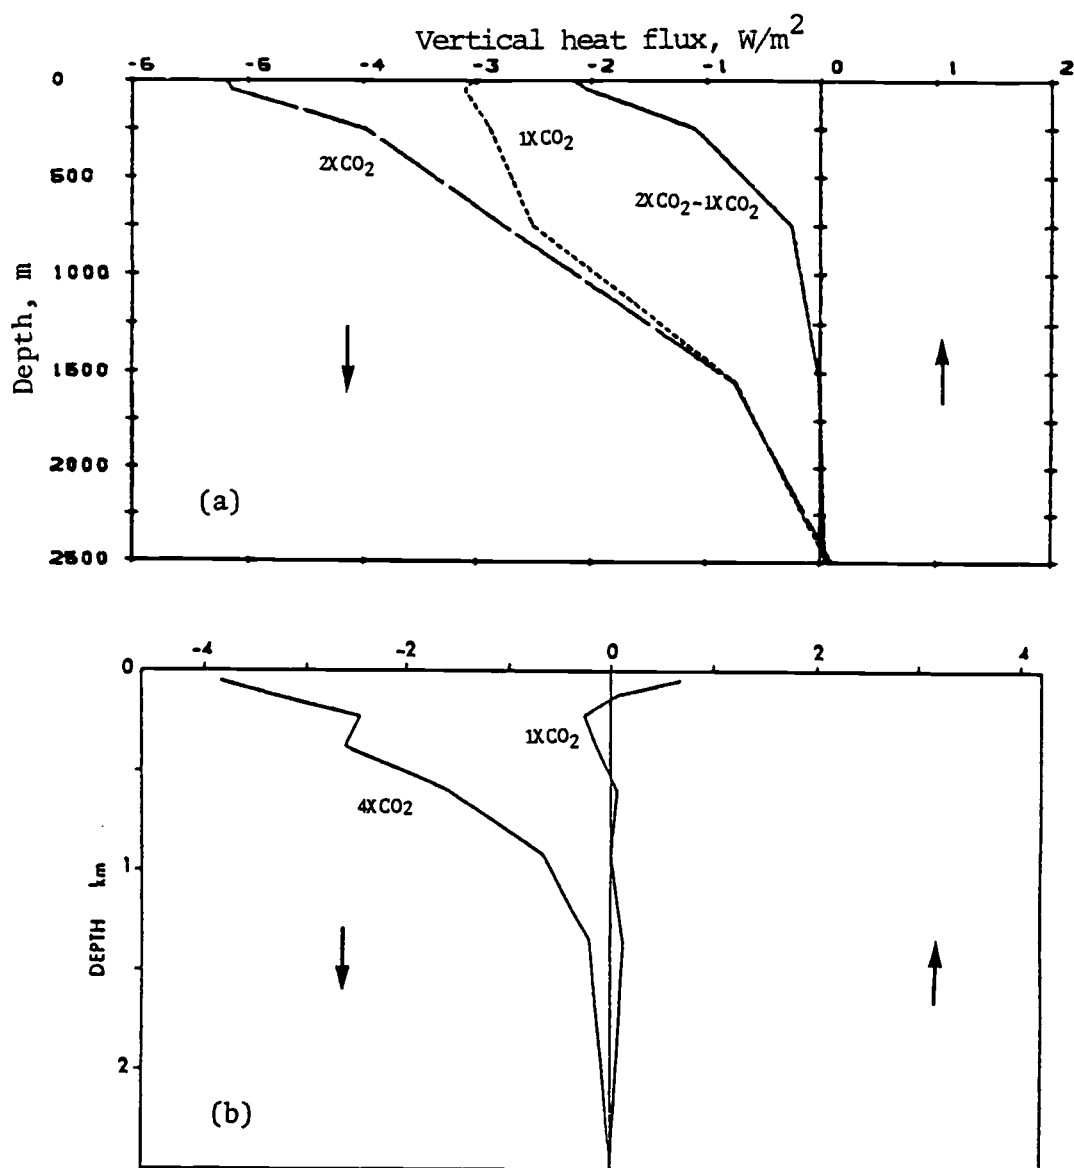 Vertical heat flux, W/m2
-6 -5 -4 -3 -2 -1 0 1 2
0
500
1000
1500
2000
2500
Depth, m
2XCO2
1XCO2
2XCO2-1XCO2
(a)
-4 -2 0 2 4
0
1
2
DEPTH km
1XCO2
4XCO2
(b)